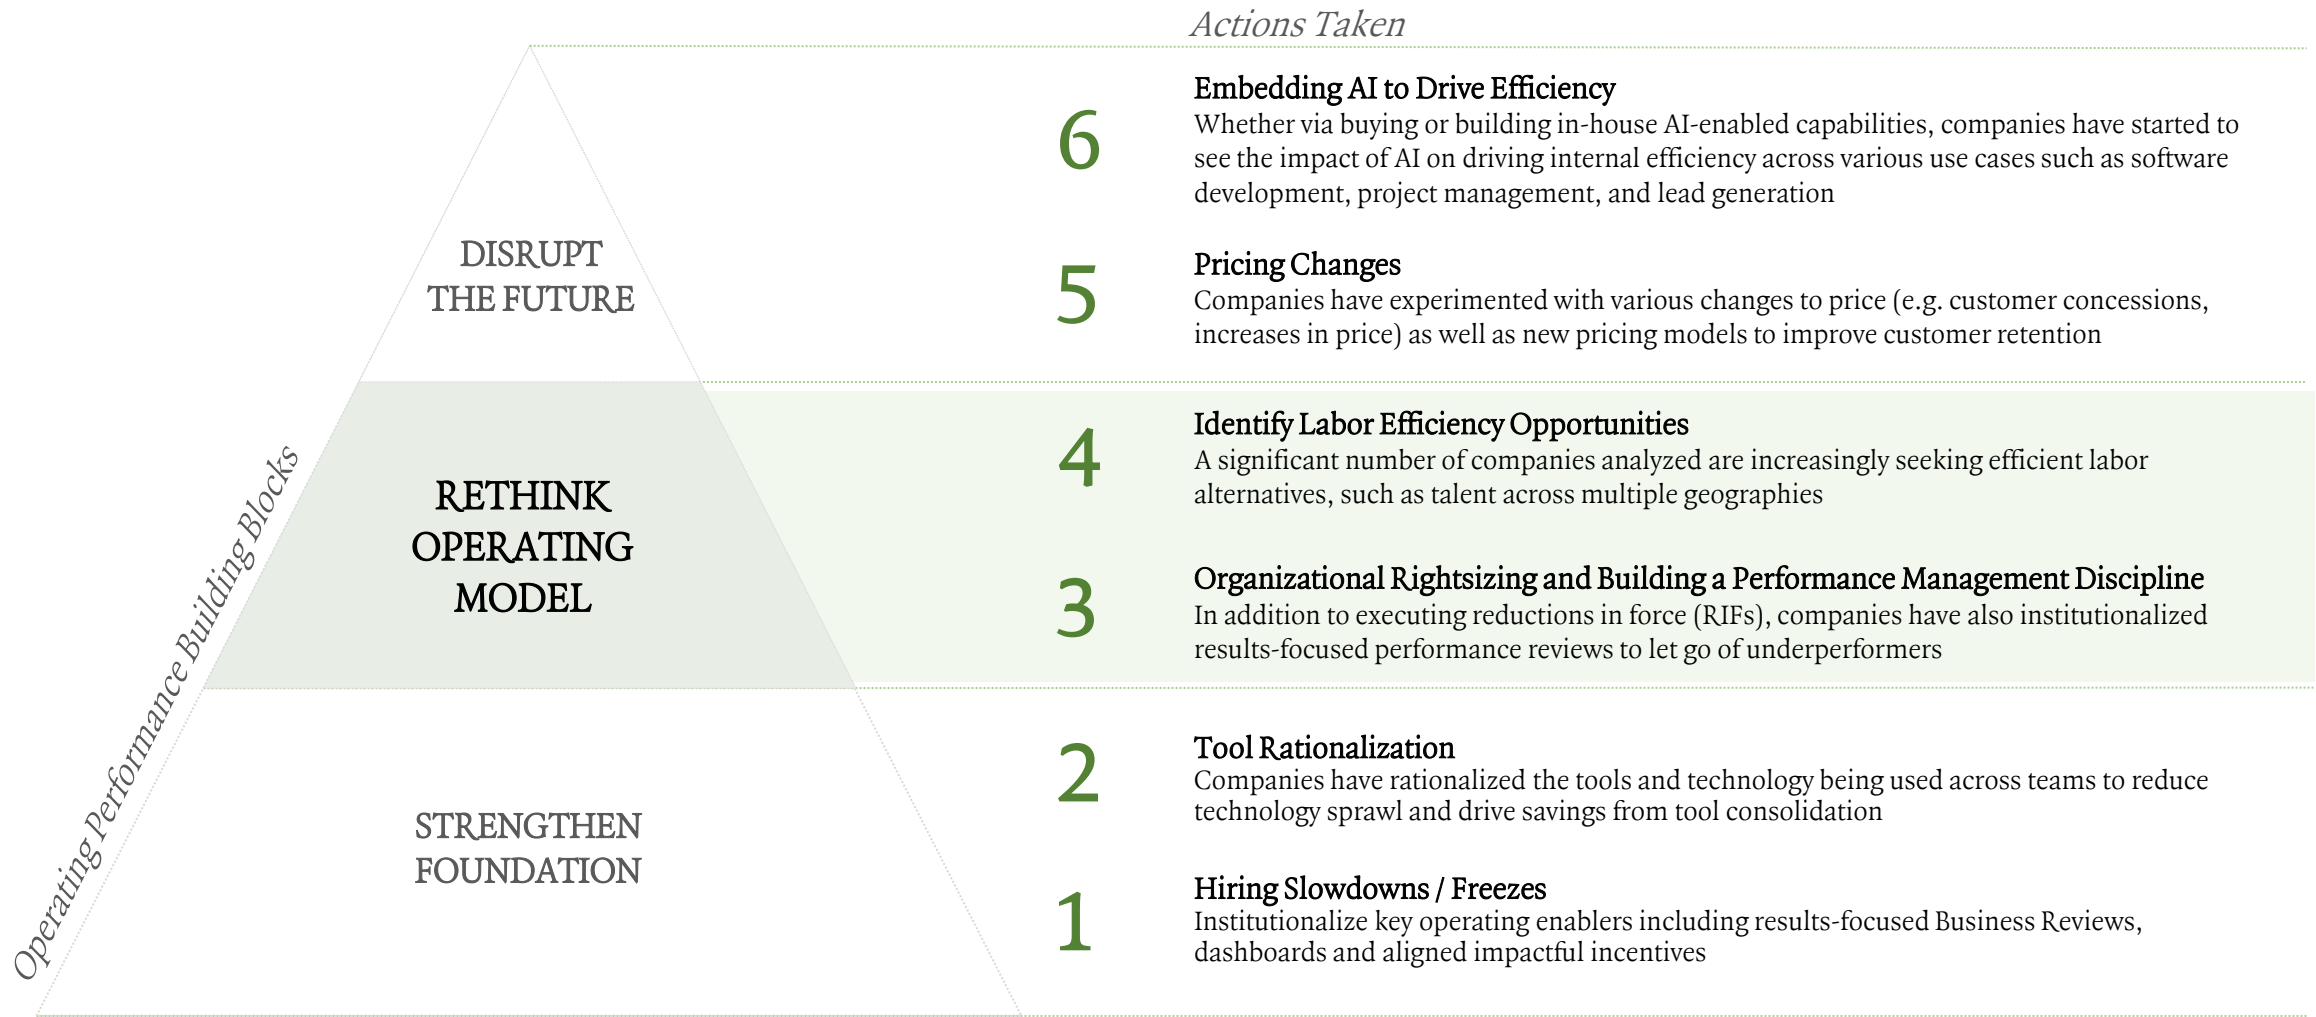 Actions Taken
6
Embedding AI to Drive Efficiency
Whether via buying or building in-house AI-enabled capabilities, companies have started to
see the impact of AI on driving internal efficiency across various use cases such as software
development, project management, and lead generation
DISRUPT
THE FUTURE
5
Pricing Changes
Companies have experimented with various changes to price (e.g. customer concessions,
increases in price) as well as new pricing models to improve customer retention
Operating Performance Building Blocks
RETHINK
OPERATING
MODEL
4
Identify Labor Efficiency Opportunities
A significant number of companies analyzed are increasingly seeking efficient labor
alternatives, such as talent across multiple geographies
3
Organizational Rightsizing and Building a Performance Management Discipline
In addition to executing reductions in force (RIFs), companies have also institutionalized
results-focused performance reviews to let go of underperformers
STRENGTHEN
FOUNDATION
2
Tool Rationalization
Companies have rationalized the tools and technology being used across teams to reduce
technology sprawl and drive savings from tool consolidation
1
Hiring Slowdowns / Freezes
Institutionalize key operating enablers including results-focused Business Reviews,
dashboards and aligned impactful incentives